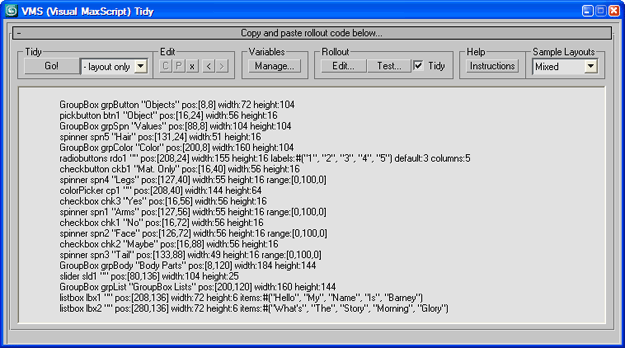 VMS (Visual MaxScript) Tidy
- Copy and paste rollout code below...
Tidy Edit Variables Rollout Help Sample Layouts
Go! - layout only C P x < > Manage... Edit... Test... Tidy Instructions Mixed
GroupBox grpButton "Objects" pos:[8,8] width:72 height:104
pickbutton btn1 "Object" pos:[16,24] width:56 height:16
GroupBox grpSpn "Values" pos:[88,8] width:104 height:104
spinner spn5 "Hair" pos:[131,24] width:51 height:16
GroupBox grpColor "Color" pos:[200,8] width:160 height:104
radiobuttons rdo1 "" pos:[208,24] width:155 height:16 labels:#("1", "2", "3", "4", "5") default:3 columns:5
checkbutton ckb1 "Mat. Only" pos:[16,40] width:56 height:16
spinner spn4 "Legs" pos:[127,40] width:55 height:16 range:[0,100,0]
colorPicker cp1 "" pos:[208,40] width:144 height:64
checkbox chk3 "Yes" pos:[16,56] width:56 height:16
spinner spn1 "Arms" pos:[127,56] width:55 height:16 range:[0,100,0]
checkbox chk1 "No" pos:[16,72] width:56 height:16
spinner spn2 "Face" pos:[126,72] width:56 height:16 range:[0,100,0]
checkbox chk2 "Maybe" pos:[16,88] width:56 height:16
spinner spn3 "Tail" pos:[133,88] width:49 height:16 range:[0,100,0]
GroupBox grpBody "Body Parts" pos:[8,120] width:184 height:144
slider sld1 "" pos:[80,136] width:104 height:25
GroupBox grpList "GroupBox Lists" pos:[200,120] width:160 height:144
listbox lbx1 "" pos:[208,136] width:72 height:6 items:#("Hello", "My", "Name", "Is", "Barney")
listbox lbx2 "" pos:[280,136] width:72 height:6 items:#("What's", "The", "Story", "Morning", "Glory")